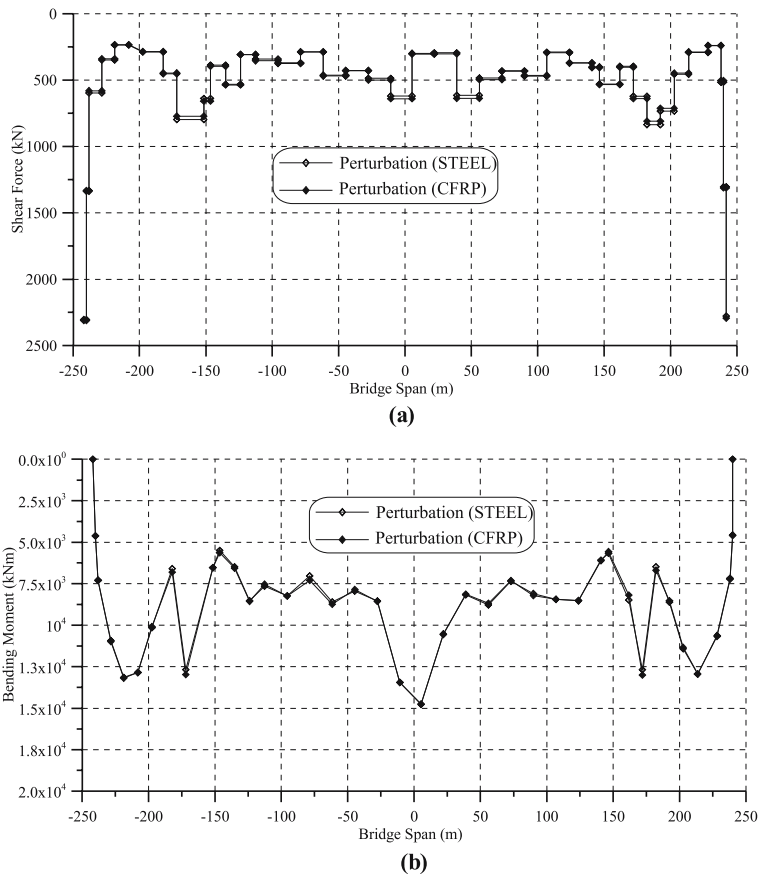 0
500
1000
1500
2000
2500
Shear Force (kN)
Perturbation (STEEL)
Perturbation (CFRP)
-250 -200 -150 -100 -50 0 50 100 150 200 250
Bridge Span (m)
(a)
0.0x10⁰
2.5x10³
5.0x10³
7.5x10³
10⁴
1.3x10⁴
1.5x10⁴
1.8x10⁴
2.0x10⁴
Bending Moment (kNm)
Perturbation (STEEL)
Perturbation (CFRP)
-250 -200 -150 -100 -50 0 50 100 150 200 250
Bridge Span (m)
(b)